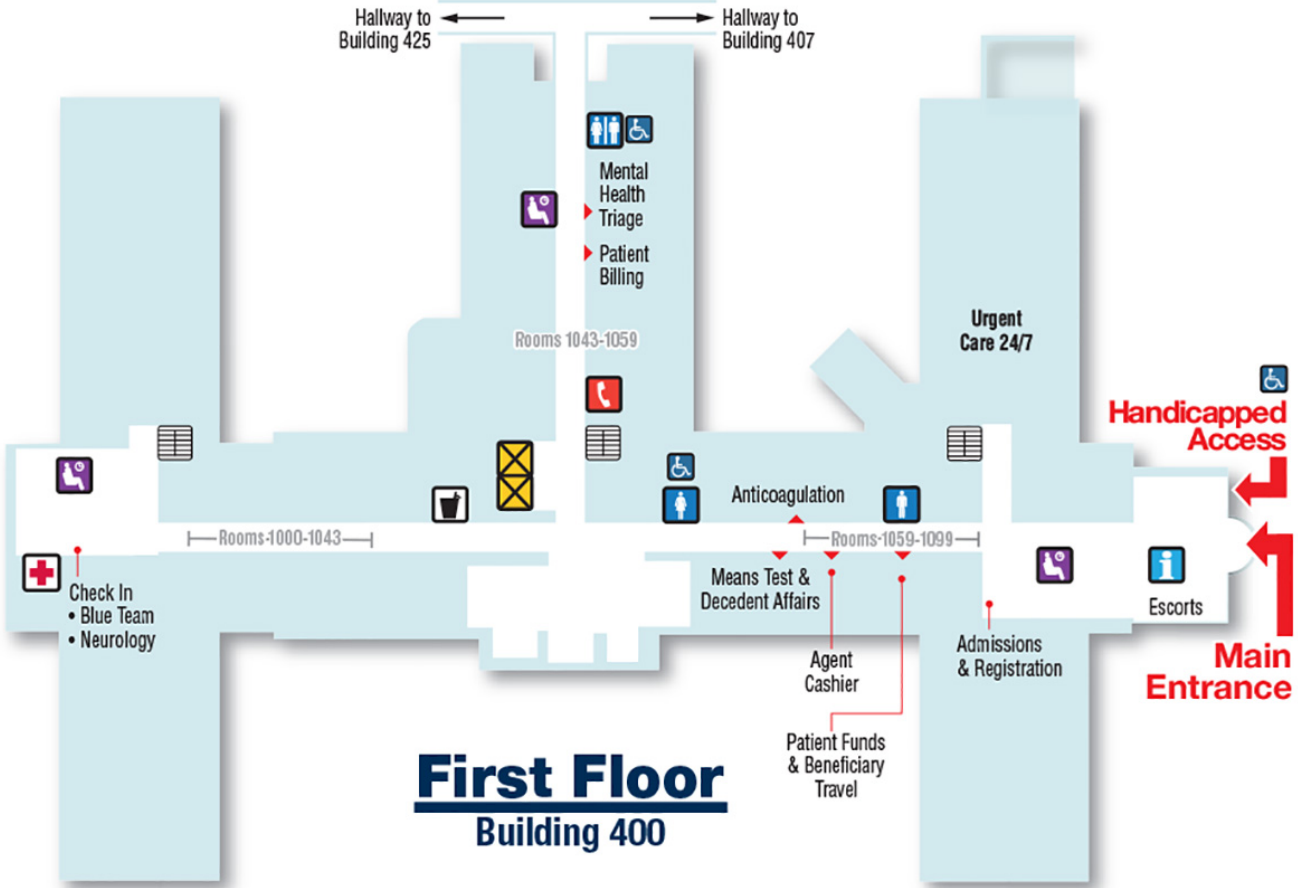 Hallway to
Building 425
Hallway to
Building 407
Mental
Health
Triage
Patient
Billing
Rooms 1043-1059
Urgent
Care 24/7
Handicapped
Access
Anticoagulation
Rooms-1000-1043
Rooms-1059-1099
Check In
• Blue Team
• Neurology
Means Test &
Decedent Affairs
Escorts
Agent
Cashier
Admissions
& Registration
Main
Entrance
Patient Funds
& Beneficiary
Travel
First Floor
Building 400